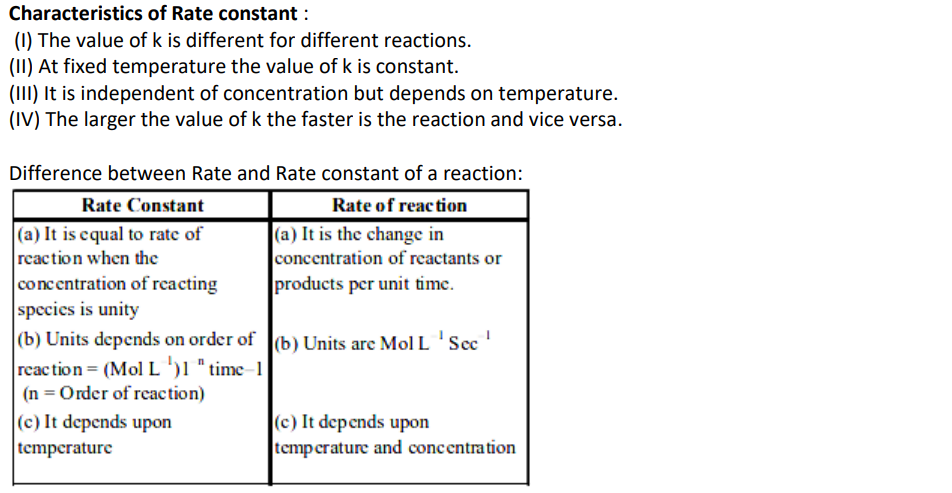 Characteristics of Rate constant :
(I) The value of k is different for different reactions.
(II) At fixed temperature the value of k is constant.
(III) It is independent of concentration but depends on temperature.
(IV) The larger the value of k the faster is the reaction and vice versa.
Difference between Rate and Rate constant of a reaction:
Rate Constant
(a) It is equal to rate of
reaction when the
concentration of reacting
species is unity
(b) Units depends on order of
reaction = (Mol L ¹)1 ⁿ time–1
(n = Order of reaction)
(c) It depends upon
temperature
Rate of reaction
(a) It is the change in
concentration of reactants or
products per unit time.
(b) Units are Mol L ¹ Sec ¹
(c) It depends upon
temperature and concentration